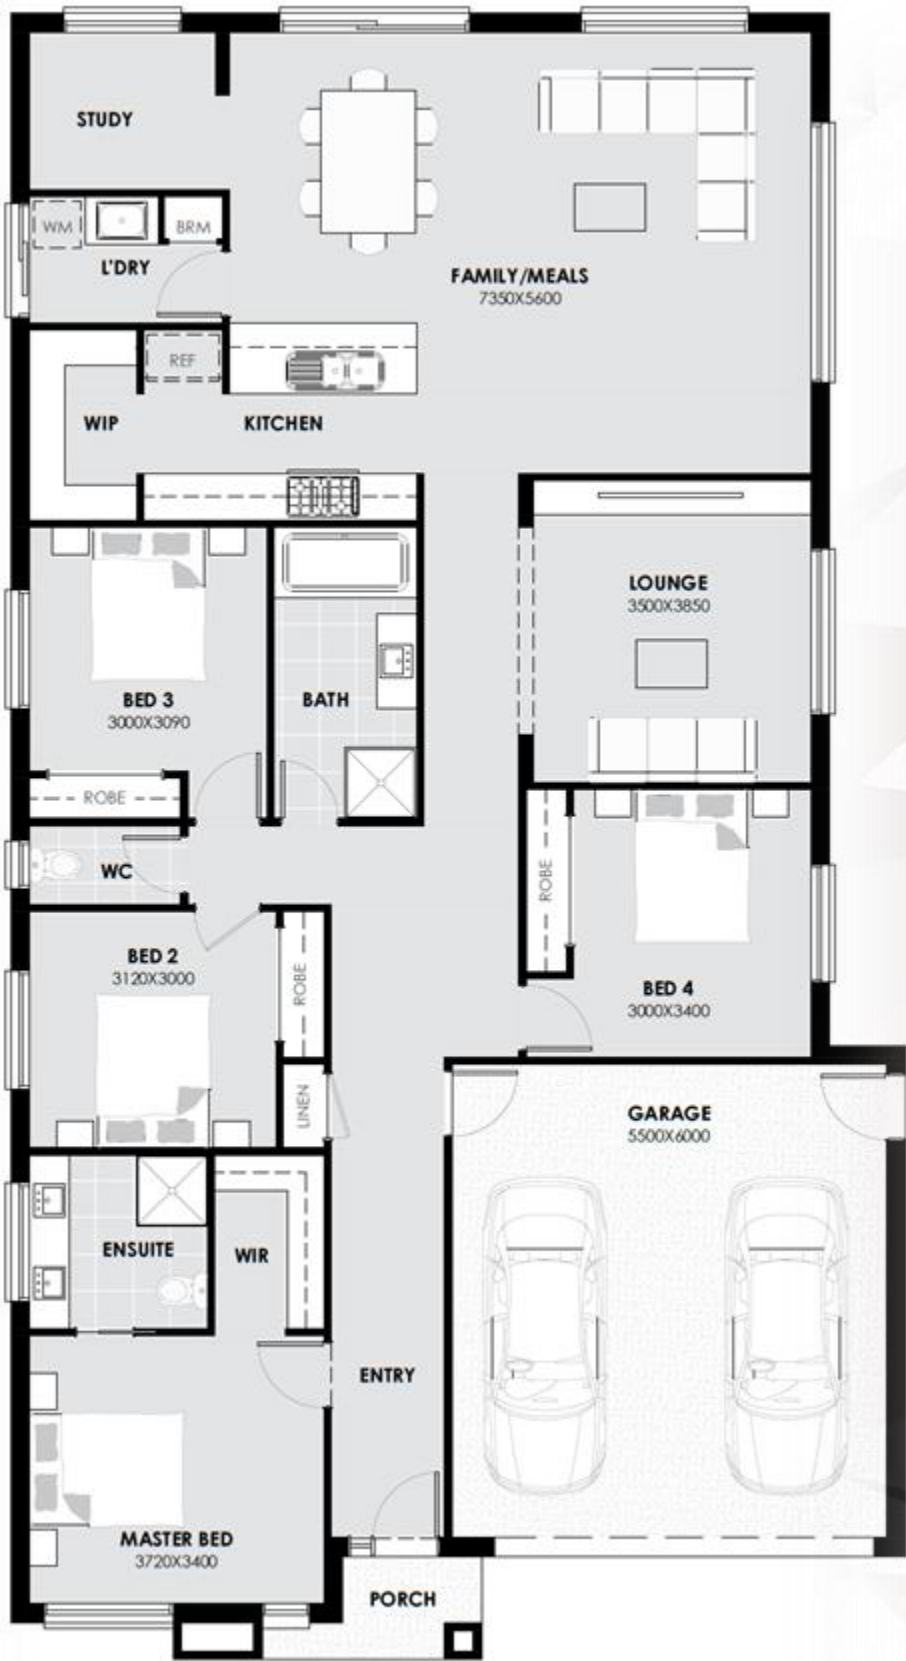 STUDY
WM
BRM
L'DRY
FAMILY/MEALS
7350X5600
REF
WIP
KITCHEN
LOUNGE
3500X3850
BED 3
3000X3090
BATH
ROBE
WC
ROBE
BED 2
3120X3000
ROBE
BED 4
3000X3400
LINEN
GARAGE
5500X6000
ENSUITE
WIR
ENTRY
MASTER BED
3720X3400
PORCH